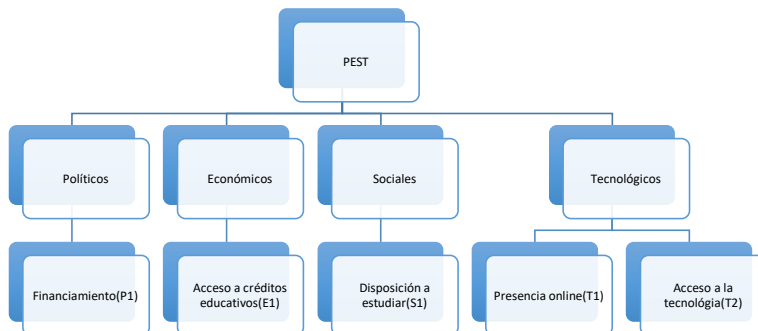 PEST
Políticos
Económicos
Sociales
Tecnológicos
Financiamiento(P1)
Acceso a créditos
educativos(E1)
Disposición a
estudiar(S1)
Presencia online(T1)
Acceso a la
tecnológia(T2)